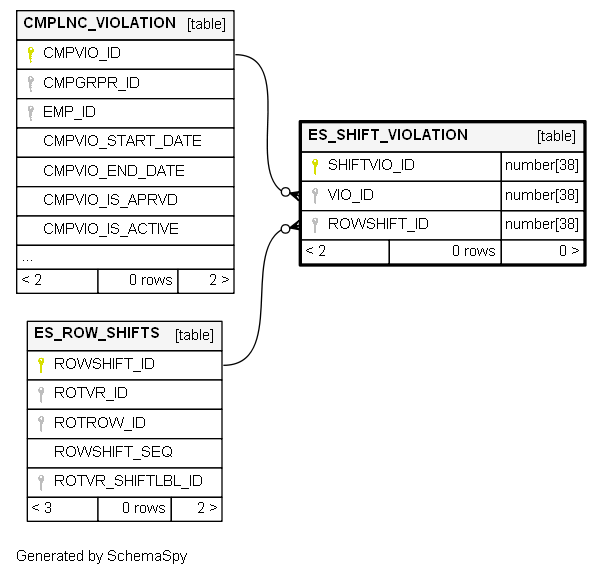 CMPLNC_VIOLATION [table]
CMPVIO_ID
CMPGRPR_ID
EMP_ID
CMPVIO_START_DATE
CMPVIO_END_DATE
CMPVIO_IS_APRVD
CMPVIO_IS_ACTIVE
...
< 2 0 rows 2 >
ES_SHIFT_VIOLATION [table]
SHIFTVIO_ID number[38]
VIO_ID number[38]
ROWSHIFT_ID number[38]
< 2 0 rows 0 >
ES_ROW_SHIFTS [table]
ROWSHIFT_ID
ROTVR_ID
ROTROW_ID
ROWSHIFT_SEQ
ROTVR_SHIFTLBL_ID
< 3 0 rows 2 >
Generated by SchemaSpy